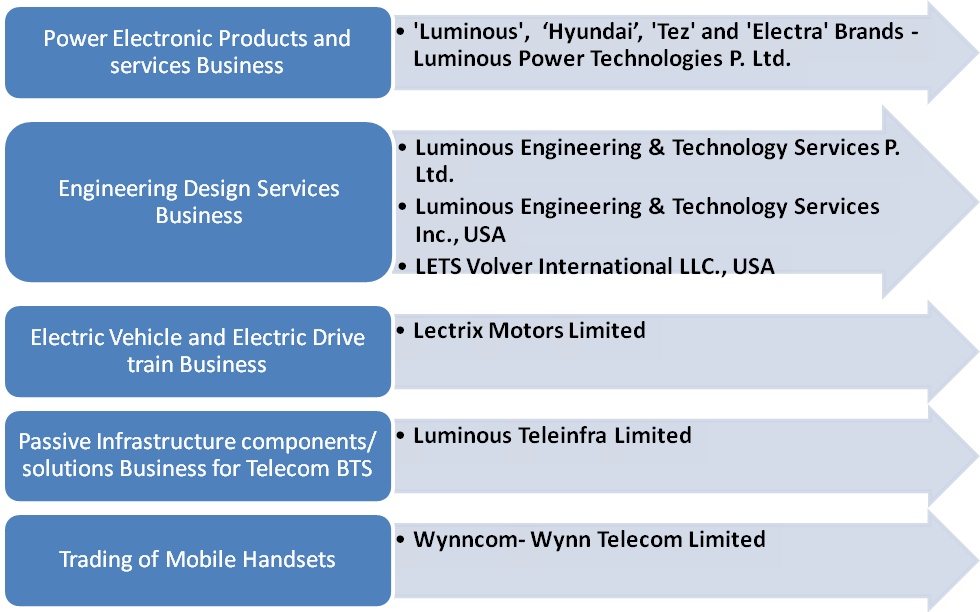 Power Electronic Products and
services Business
• 'Luminous', ‘Hyundai’, 'Tez' and 'Electra' Brands -
Luminous Power Technologies P. Ltd.
Engineering Design Services
Business
• Luminous Engineering & Technology Services P.
Ltd.
• Luminous Engineering & Technology Services
Inc., USA
• LETS Volver International LLC., USA
Electric Vehicle and Electric Drive
train Business
• Lectrix Motors Limited
Passive Infrastructure components/
solutions Business for Telecom BTS
• Luminous Teleinfra Limited
Trading of Mobile Handsets
• Wynncom- Wynn Telecom Limited